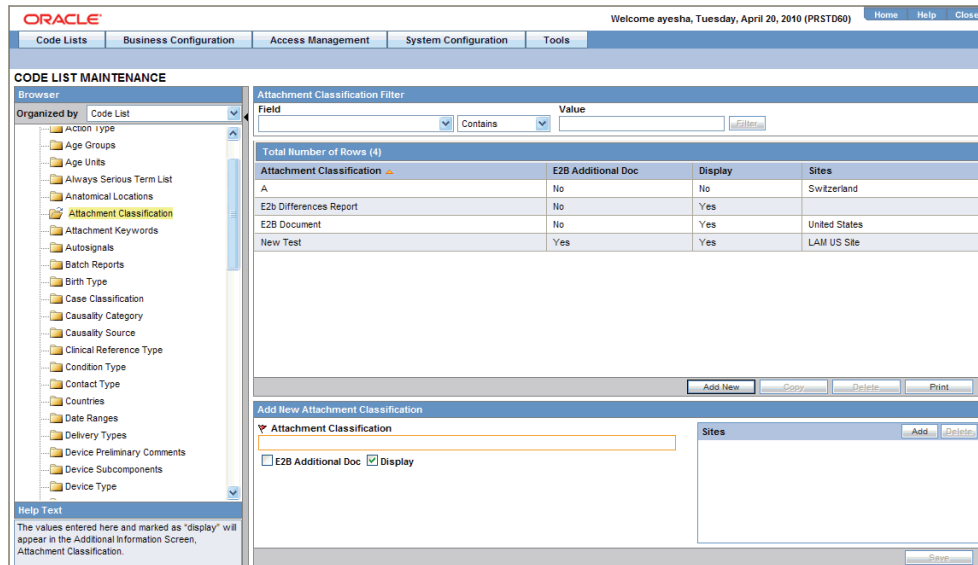 ORACLE
Welcome ayesha, Tuesday, April 20, 2010 (PRSTD60)
Home Help Close
Code Lists Business Configuration Access Management System Configuration Tools
CODE LIST MAINTENANCE
Browser
Organized by Code List
Action Type
Age Groups
Age Units
Always Serious Term List
Anatomical Locations
Attachment Classification
Attachment Keywords
Autosignals
Batch Reports
Birth Type
Case Classification
Causality Category
Causality Source
Clinical Reference Type
Condition Type
Contact Type
Countries
Date Ranges
Delivery Types
Device Preliminary Comments
Device Subcomponents
Device Type
Help Text
The values entered here and marked as "display" will
appear in the Additional Information Screen,
Attachment Classification.
Attachment Classification Filter
Field Value
Contains Filter
Total Number of Rows (4)
Attachment Classification E2B Additional Doc Display Sites
A No No Switzerland
E2b Differences Report No Yes
E2B Document No Yes United States
New Test Yes Yes LAM US Site
Add New Copy Delete Print
Add New Attachment Classification
Attachment Classification
E2B Additional Doc Display
Sites Add Delete
Save